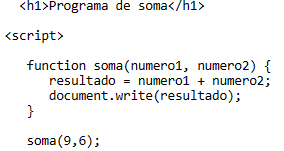 <h1>Programa de soma</h1>
<script>
function soma(numero1, numero2) {
resultado = numero1 + numero2;
document.write(resultado);
}
soma(9,6);